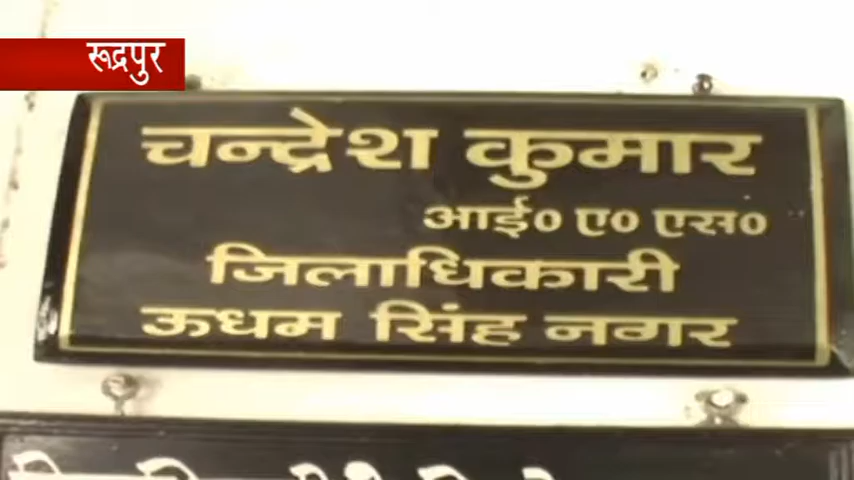 रूद्रपुर
चन्द्रेश कुमार
आई० ए० एस०
जिलाधिकारी
ऊधम सिंह नगर